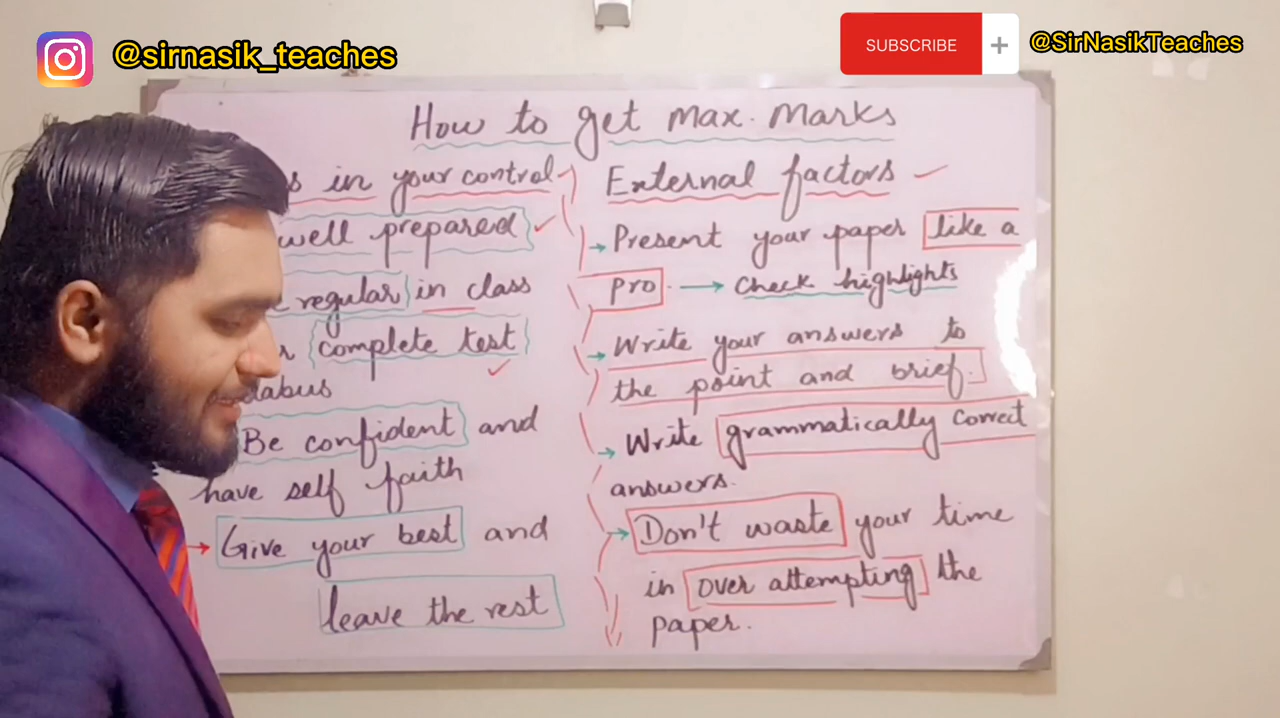 @sirnasik_teaches
SUBSCRIBE +
@SirNasikTeaches
How to get max. Marks
in your control
well prepared
regular in class
complete test
Be confident and
have self faith
Give your best and
leave the rest
External factors
Present your paper like a
Pro → Check highlights
→ Write your answers to
the point and brief.
→ Write grammatically correct
answers.
→ Don't waste your time
in over attempting the
paper.